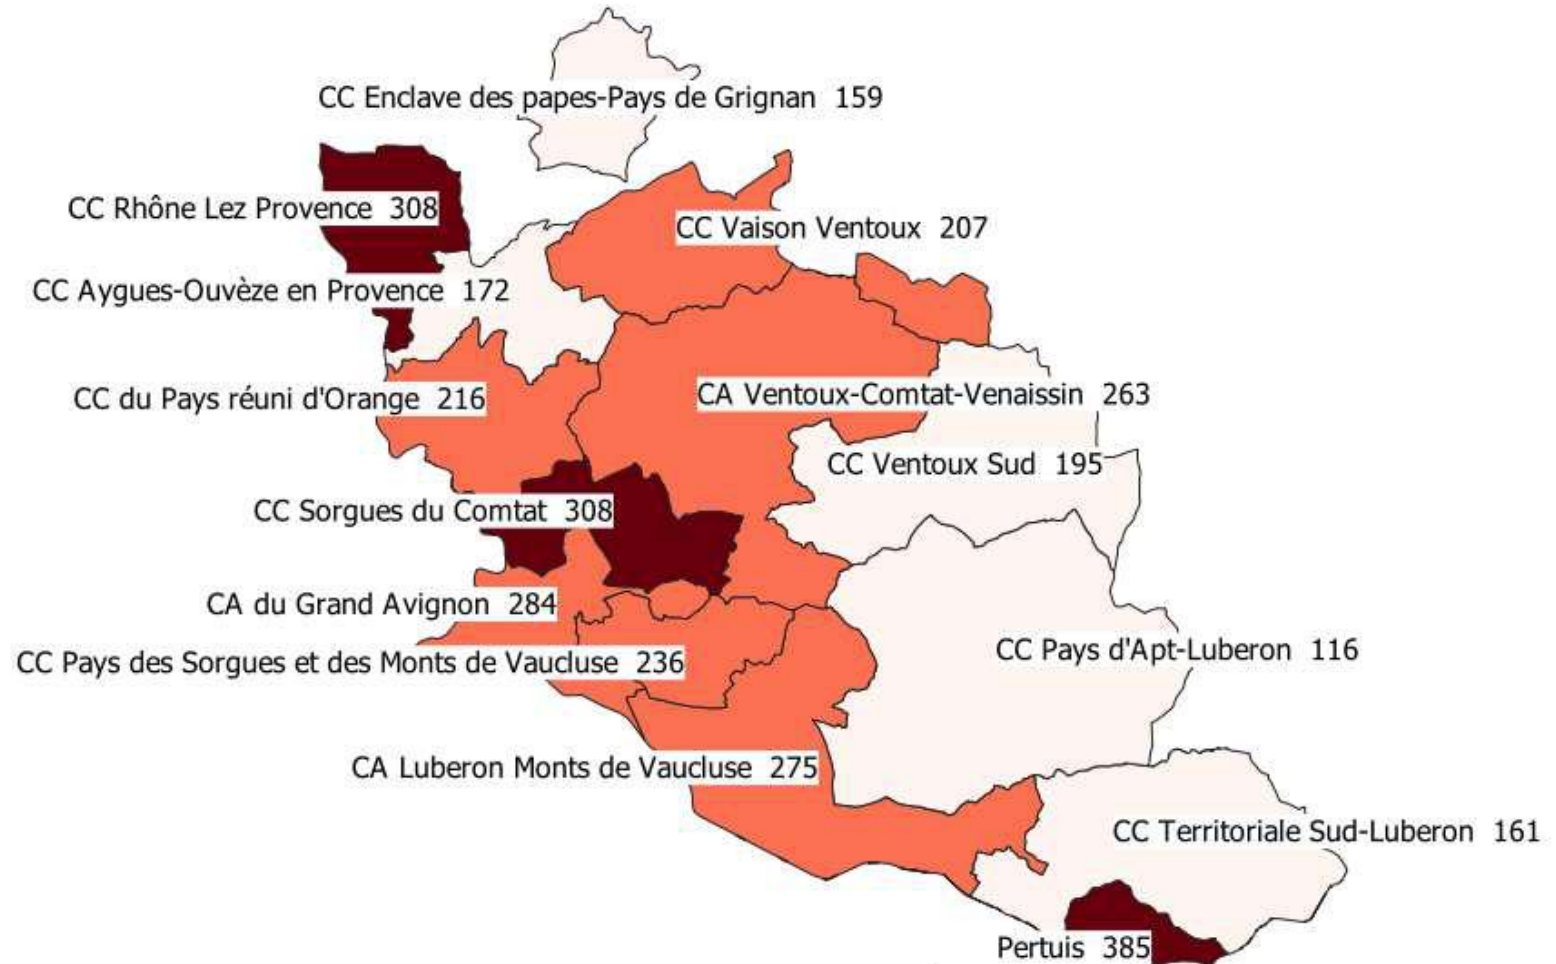 CC Enclave des papes-Pays de Grignan 159
CC Rhône Lez Provence 308
CC Vaison Ventoux 207
CC Aygues-Ouvèze en Provence 172
CC du Pays réuni d'Orange 216
CA Ventoux-Comtat-Venaissin 263
CC Ventoux Sud 195
CC Sorgues du Comtat 308
CA du Grand Avignon 284
CC Pays d'Apt-Luberon 116
CC Pays des Sorgues et des Monts de Vaucluse 236
CA Luberon Monts de Vaucluse 275
CC Territoriale Sud-Luberon 161
Pertuis 385